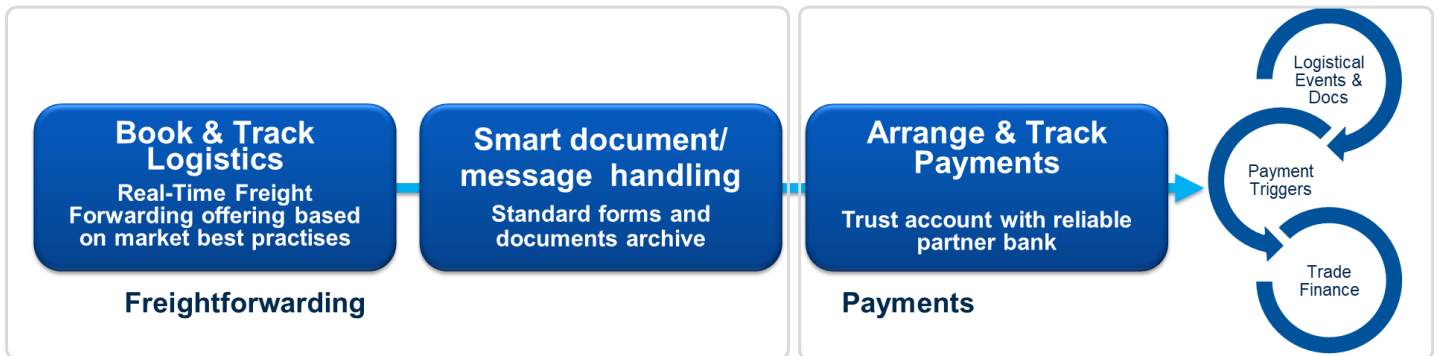 Book & Track
Logistics
Real-Time Freight
Forwarding offering based
on market best practises
Smart document/
message handling
Standard forms and
documents archive
Arrange & Track
Payments
Trust account with reliable
partner bank
Logistical
Events &
Docs
Payment
Triggers
Trade
Finance
Freightforwarding
Payments